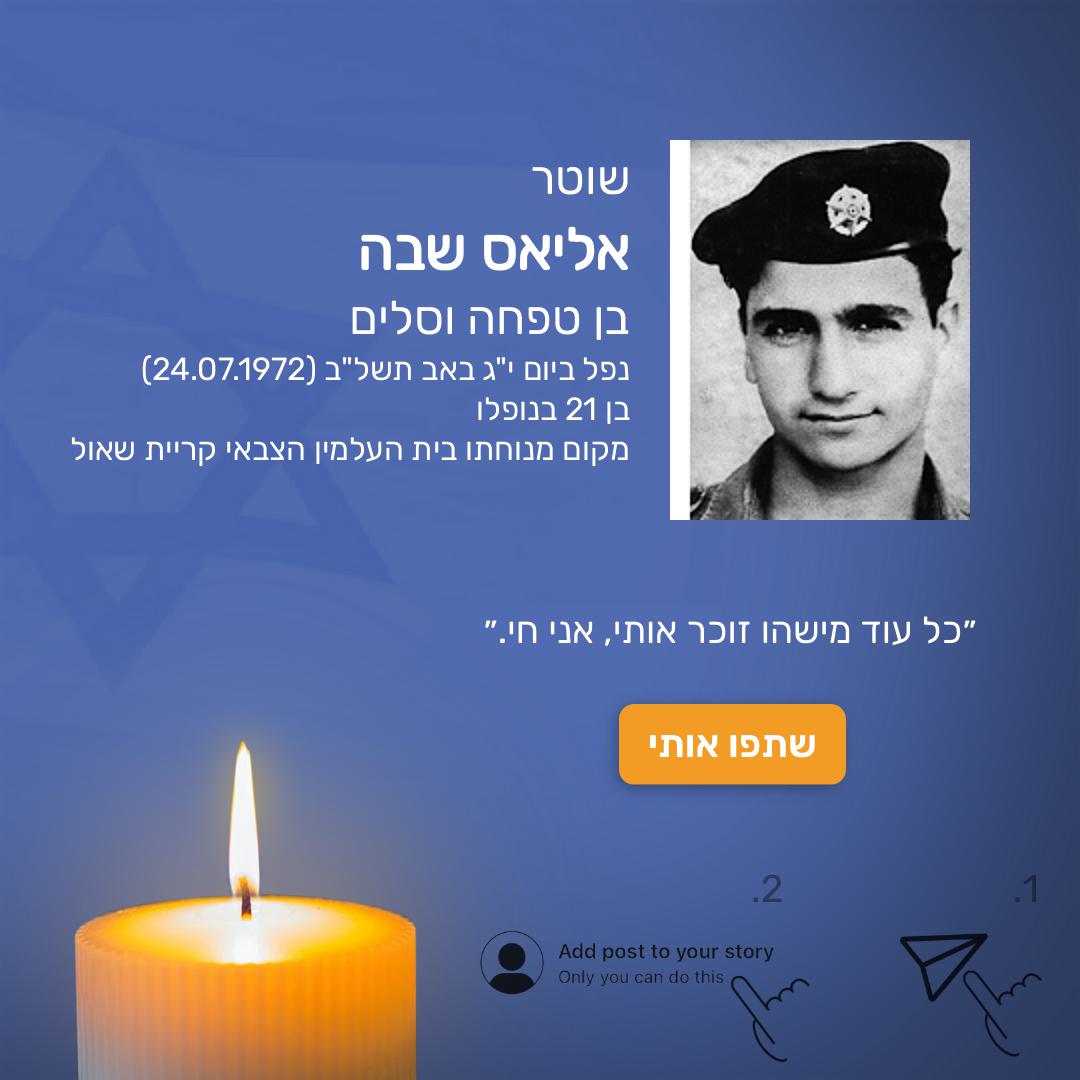 שוטר
אליאס שבה
בן טפחה וסלים
נפל ביום י"ג באב תשל"ב (24.07.1972)
בן 21 בנופלו
מקום מנוחתו בית העלמין הצבאי קריית שאול
״כל עוד מישהו זוכר אותי, אני חי.״
שתפו אותי
.1
.2
Add post to your story
Only you can do this